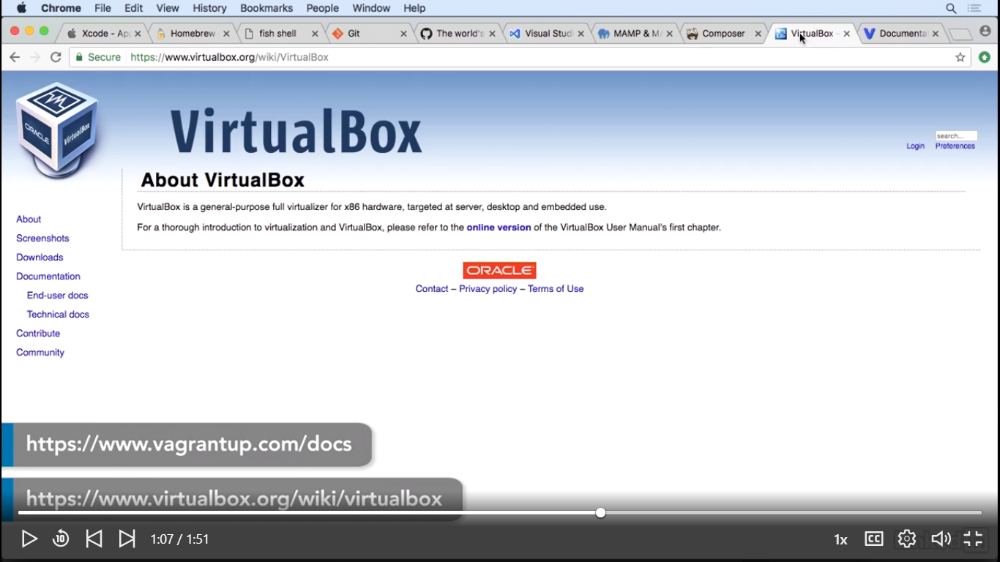 Chrome File Edit View History Bookmarks People Window Help
Xcode - Ap Homebrew fish shell Git The world's Visual Studi MAMP & MA Composer VirtualBox - Documenta
Secure https://www.virtualbox.org/wiki/VirtualBox
ORACLE VirtualBox
VirtualBox
search...
Login Preferences
About VirtualBox
VirtualBox is a general-purpose full virtualizer for x86 hardware, targeted at server, desktop and embedded use.
For a thorough introduction to virtualization and VirtualBox, please refer to the online version of the VirtualBox User Manual's first chapter.
About
Screenshots
Downloads
Documentation
End-user docs
Technical docs
Contribute
Community
ORACLE
Contact – Privacy policy – Terms of Use
https://www.vagrantup.com/docs
https://www.virtualbox.org/wiki/virtualbox
10 1:07 / 1:51 1x CC